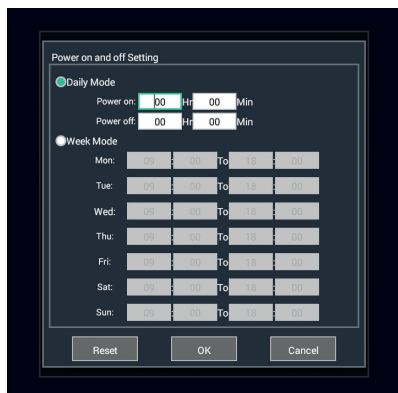 Power on and off Setting
Daily Mode
Power on: 00 Hr 00 Min
Power off: 00 Hr 00 Min
Week Mode
Mon: 09 : 00 To 18 : 00
Tue: 09 : 00 To 18 : 00
Wed: 09 : 00 To 18 : 00
Thu: 09 : 00 To 18 : 00
Fri: 09 : 00 To 18 : 00
Sat: 09 : 00 To 18 : 00
Sun: 09 : 00 To 18 : 00
Reset OK Cancel